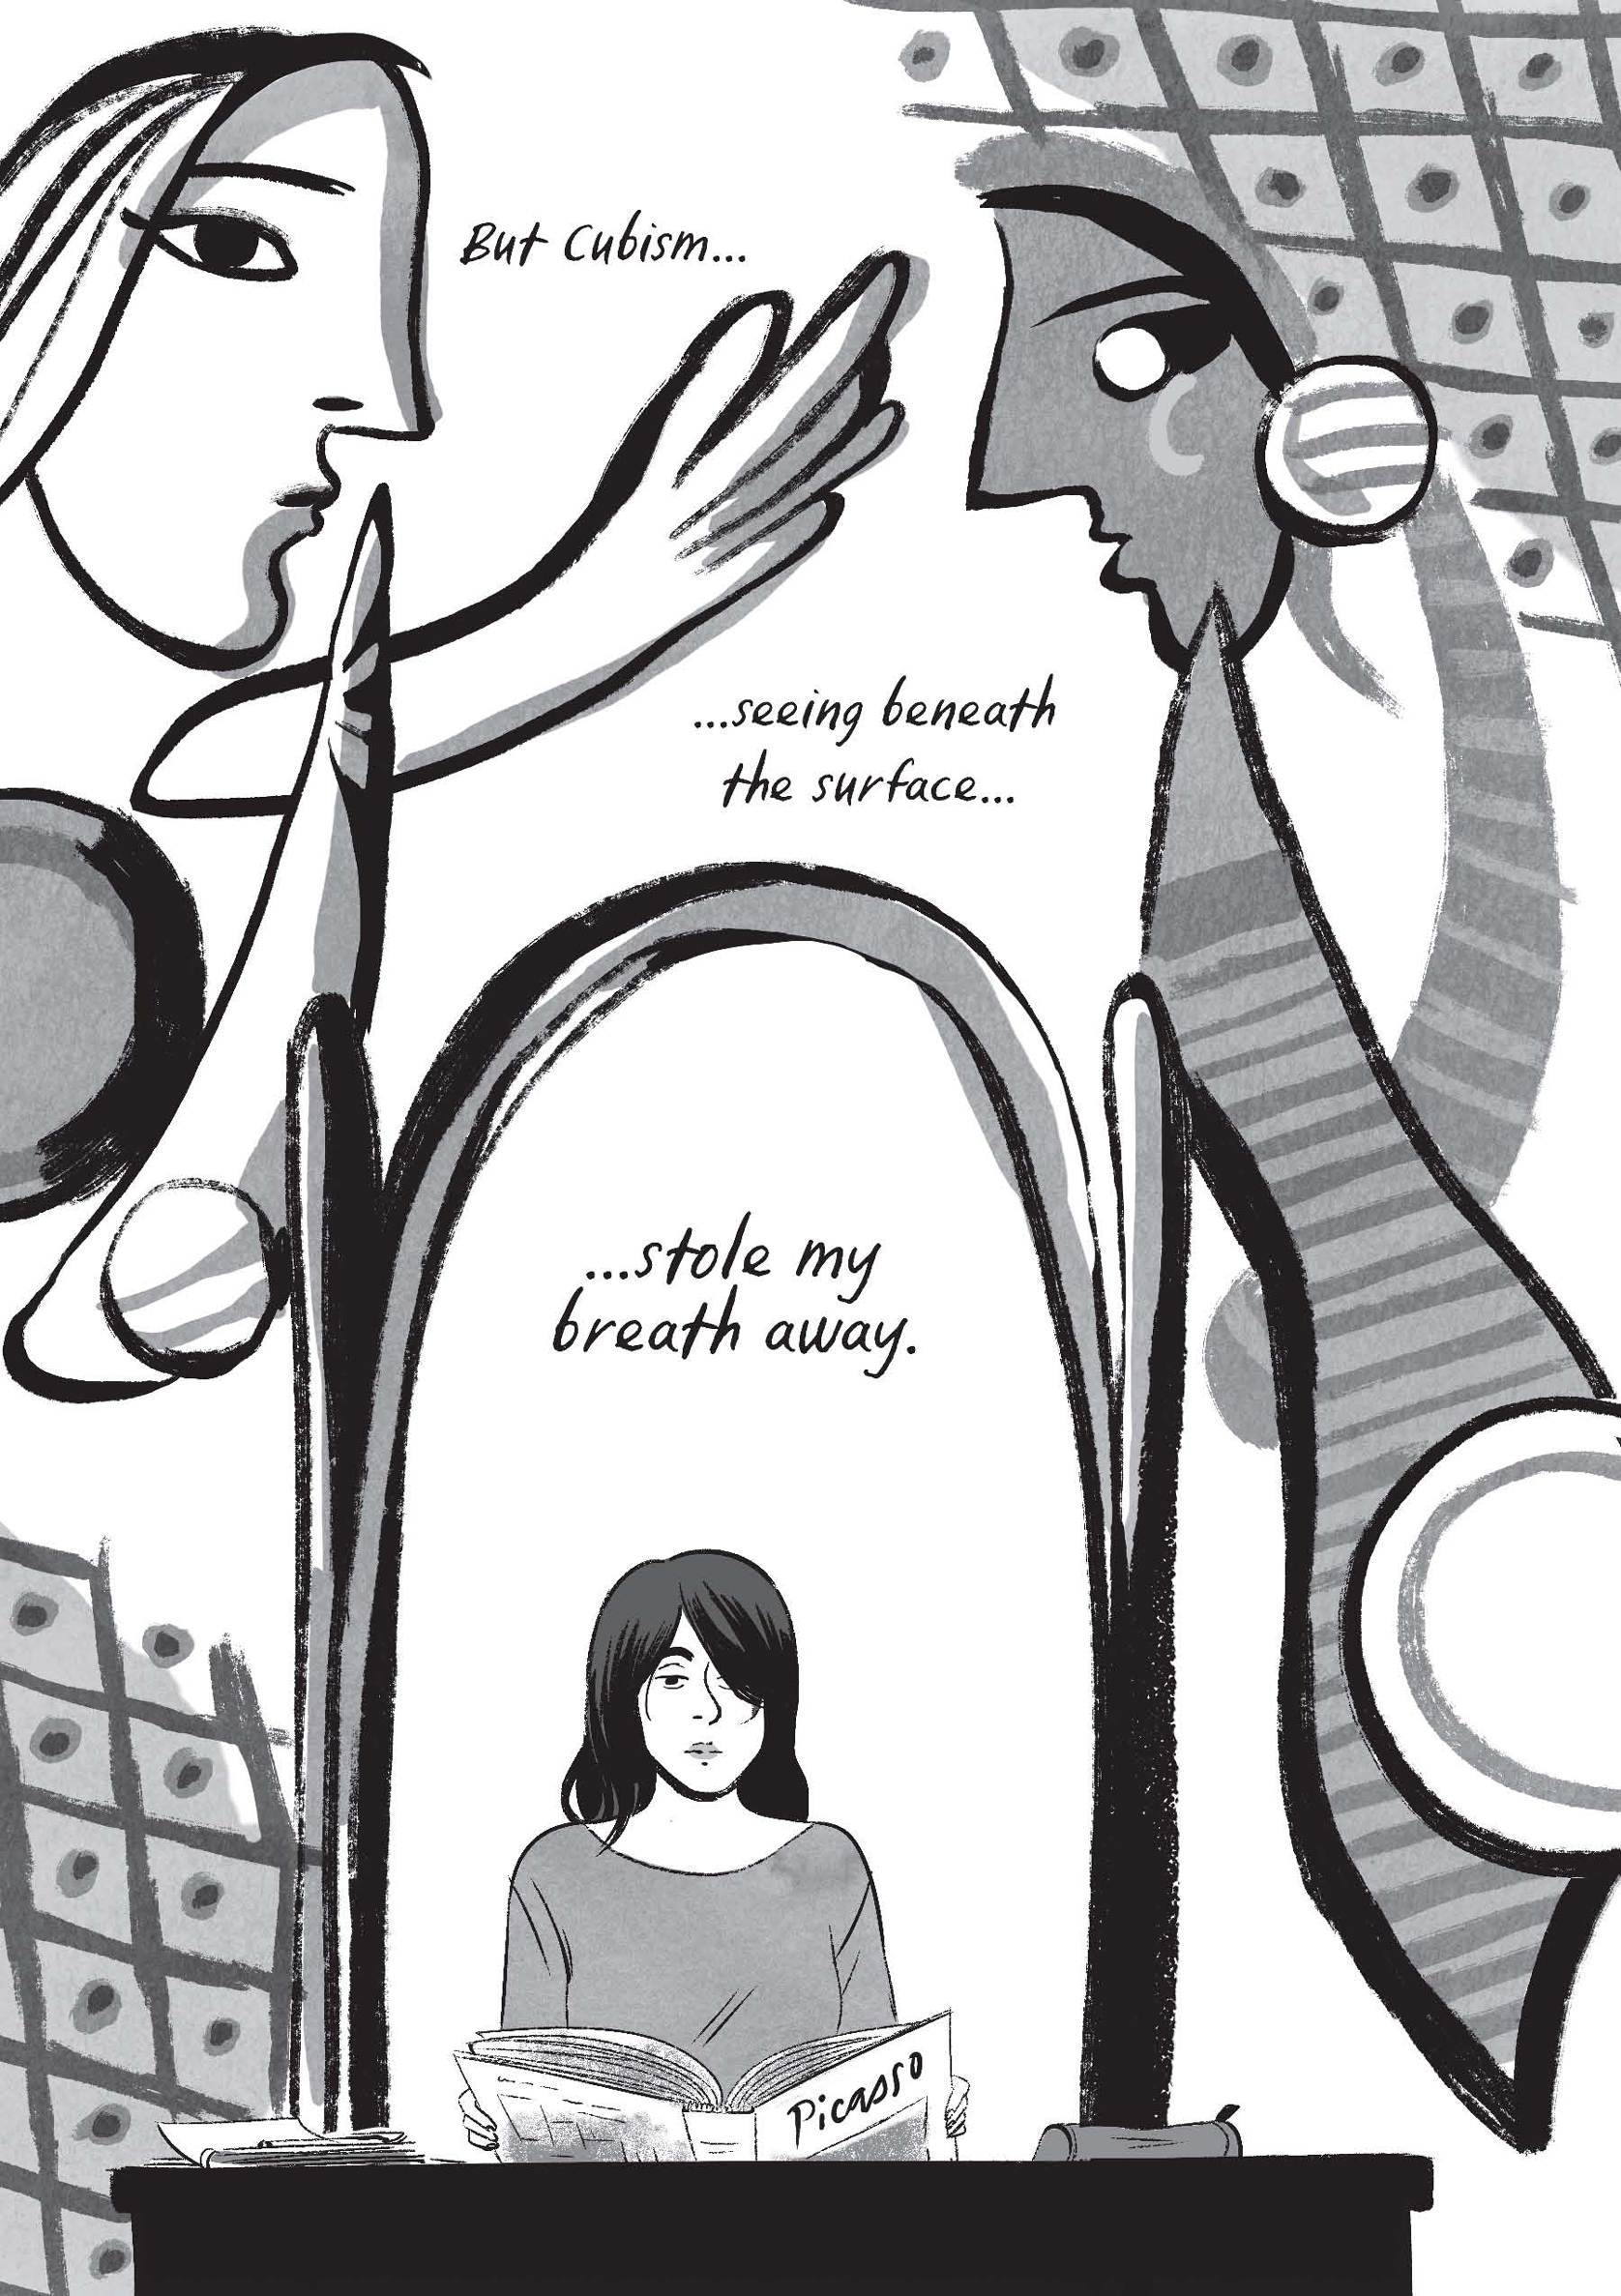 But Cubism...
...seeing beneath
the surface...
...stole my
breath away.
Picasso